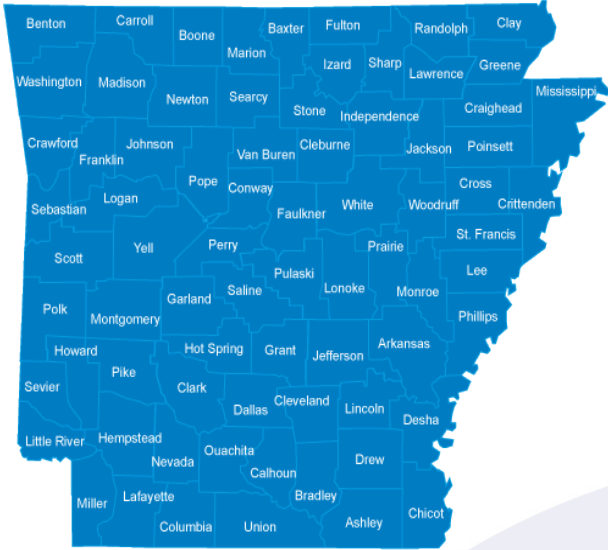 Benton
Carroll
Boone
Baxter
Fulton
Randolph
Clay
Marion
Izard
Sharp
Lawrence
Greene
Washington
Madison
Newton
Searcy
Stone
Independence
Craighead
Mississippi
Crawford
Franklin
Johnson
Van Buren
Cleburne
Jackson
Poinsett
Pope
Conway
Cross
Logan
Sebastian
Faulkner
White
Woodruff
Crittenden
St. Francis
Scott
Yell
Perry
Prairie
Lee
Pulaski
Polk
Montgomery
Garland
Saline
Lonoke
Monroe
Phillips
Howard
Hot Spring
Grant
Jefferson
Arkansas
Sevier
Pike
Clark
Dallas
Cleveland
Lincoln
Desha
Little River
Hempstead
Nevada
Ouachita
Calhoun
Drew
Miller
Lafayette
Columbia
Union
Bradley
Ashley
Chicot